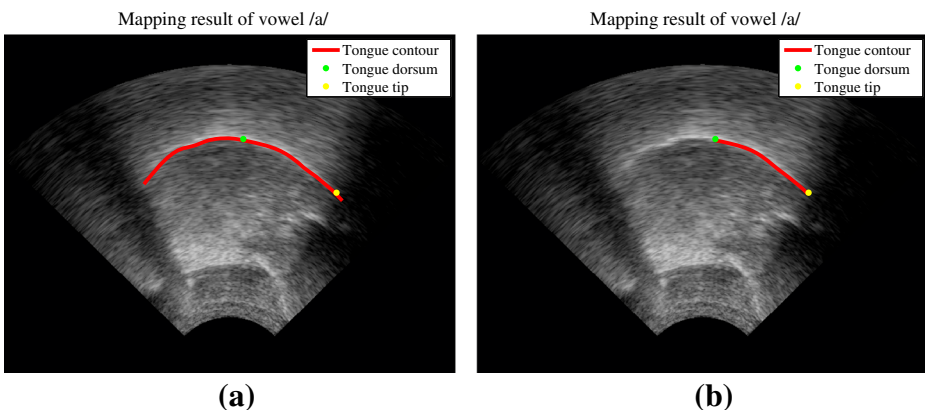 Mapping result of vowel /a/
Tongue contour
Tongue dorsum
Tongue tip
(a)
Mapping result of vowel /a/
Tongue contour
Tongue dorsum
Tongue tip
(b)